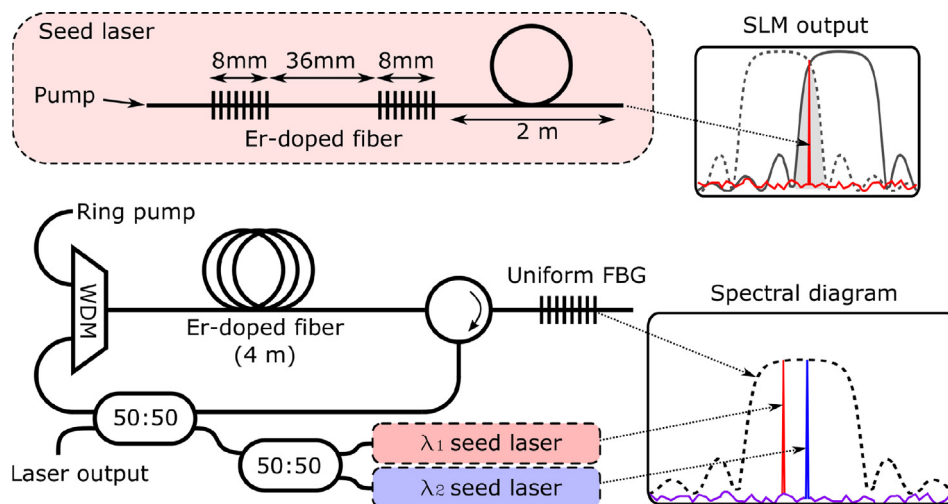 Seed laser
SLM output
8mm 36mm 8mm
Pump
Er-doped fiber
2 m
Ring pump
WDM
Er-doped fiber
(4 m)
Uniform FBG
Spectral diagram
50:50
Laser output
50:50
λ1 seed laser
λ2 seed laser